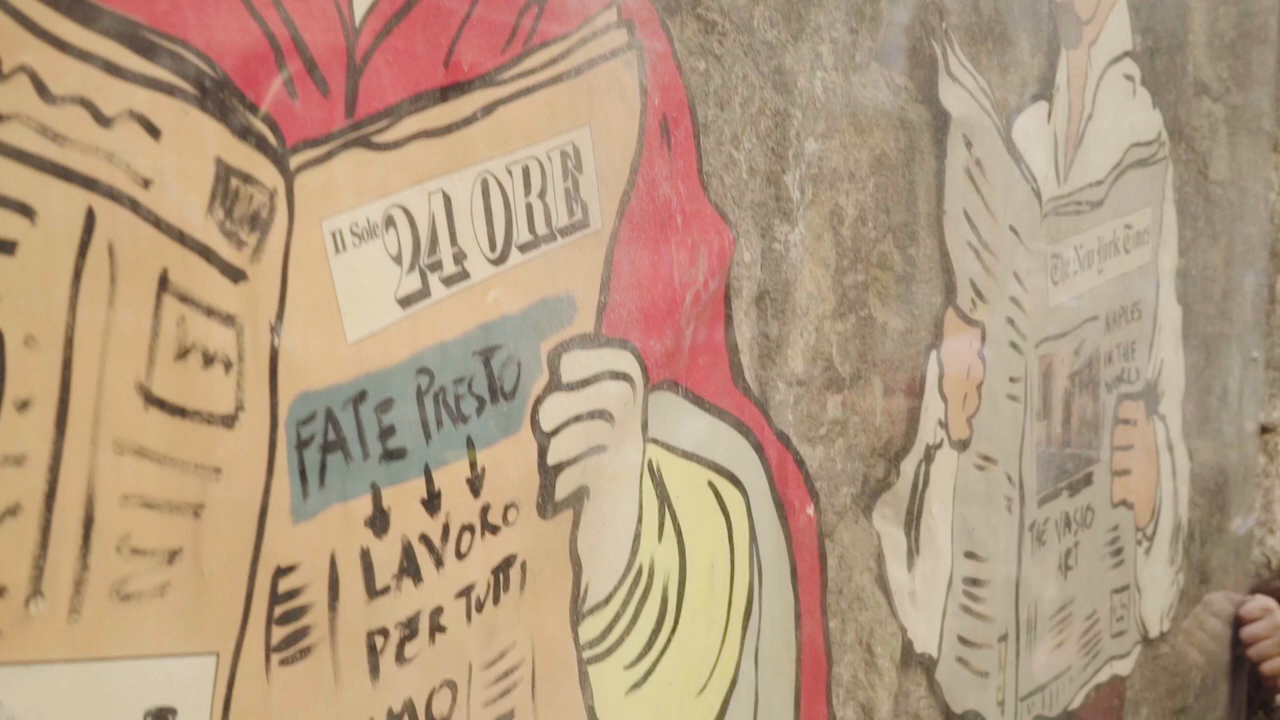 Il Sole
24 ORE
FATE PRESTO
LAVORO
PER TUTTI
The New York Times
NAPLES
IN THE
WORLD
THE VASIO
ART